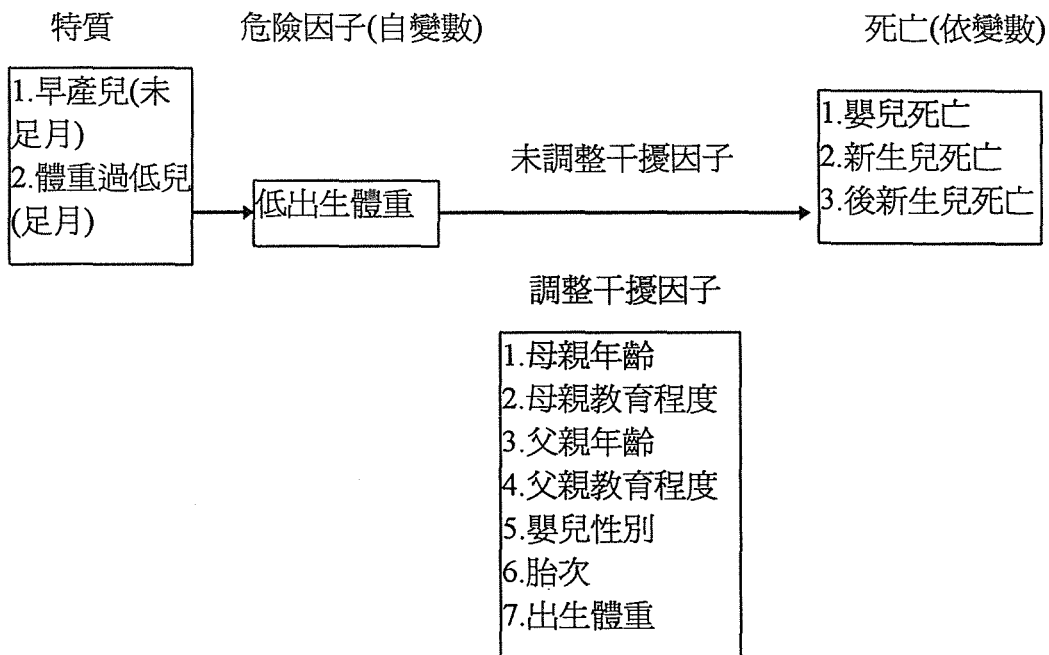 特質
危險因子(自變數)
死亡(依變數)
1.早產兒(未
足月)
2.體重過低兒
(足月)
低出生體重
未調整干擾因子
1.嬰兒死亡
2.新生兒死亡
3.後新生兒死亡
調整干擾因子
1.母親年齡
2.母親教育程度
3.父親年齡
4.父親教育程度
5.嬰兒性別
6.胎次
7.出生體重